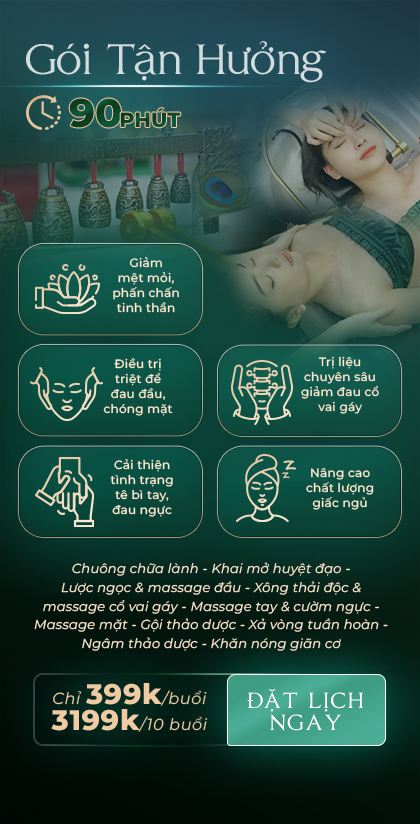 Gói Tận Hưởng
90PHÚT
Giảm
mệt mỏi,
phấn chấn
tinh thần
Điều trị
triệt để
đau đầu,
chóng mặt
Trị liệu
chuyên sâu
giảm đau cổ
vai gáy
Cải thiện
tình trạng
tê bì tay,
đau ngực
Nâng cao
chất lượng
giấc ngủ
Chuông chữa lành - Khai mở huyệt đạo -
Lược ngọc & massage đầu - Xông thải độc &
massage cổ vai gáy - Massage tay & cườm ngực -
Massage mặt - Gội thảo dược - Xả vòng tuần hoàn -
Ngâm thảo dược - Khăn nóng giãn cơ
Chỉ 399k/buổi
3199k/10 buổi
ĐẶT LỊCH
NGAY